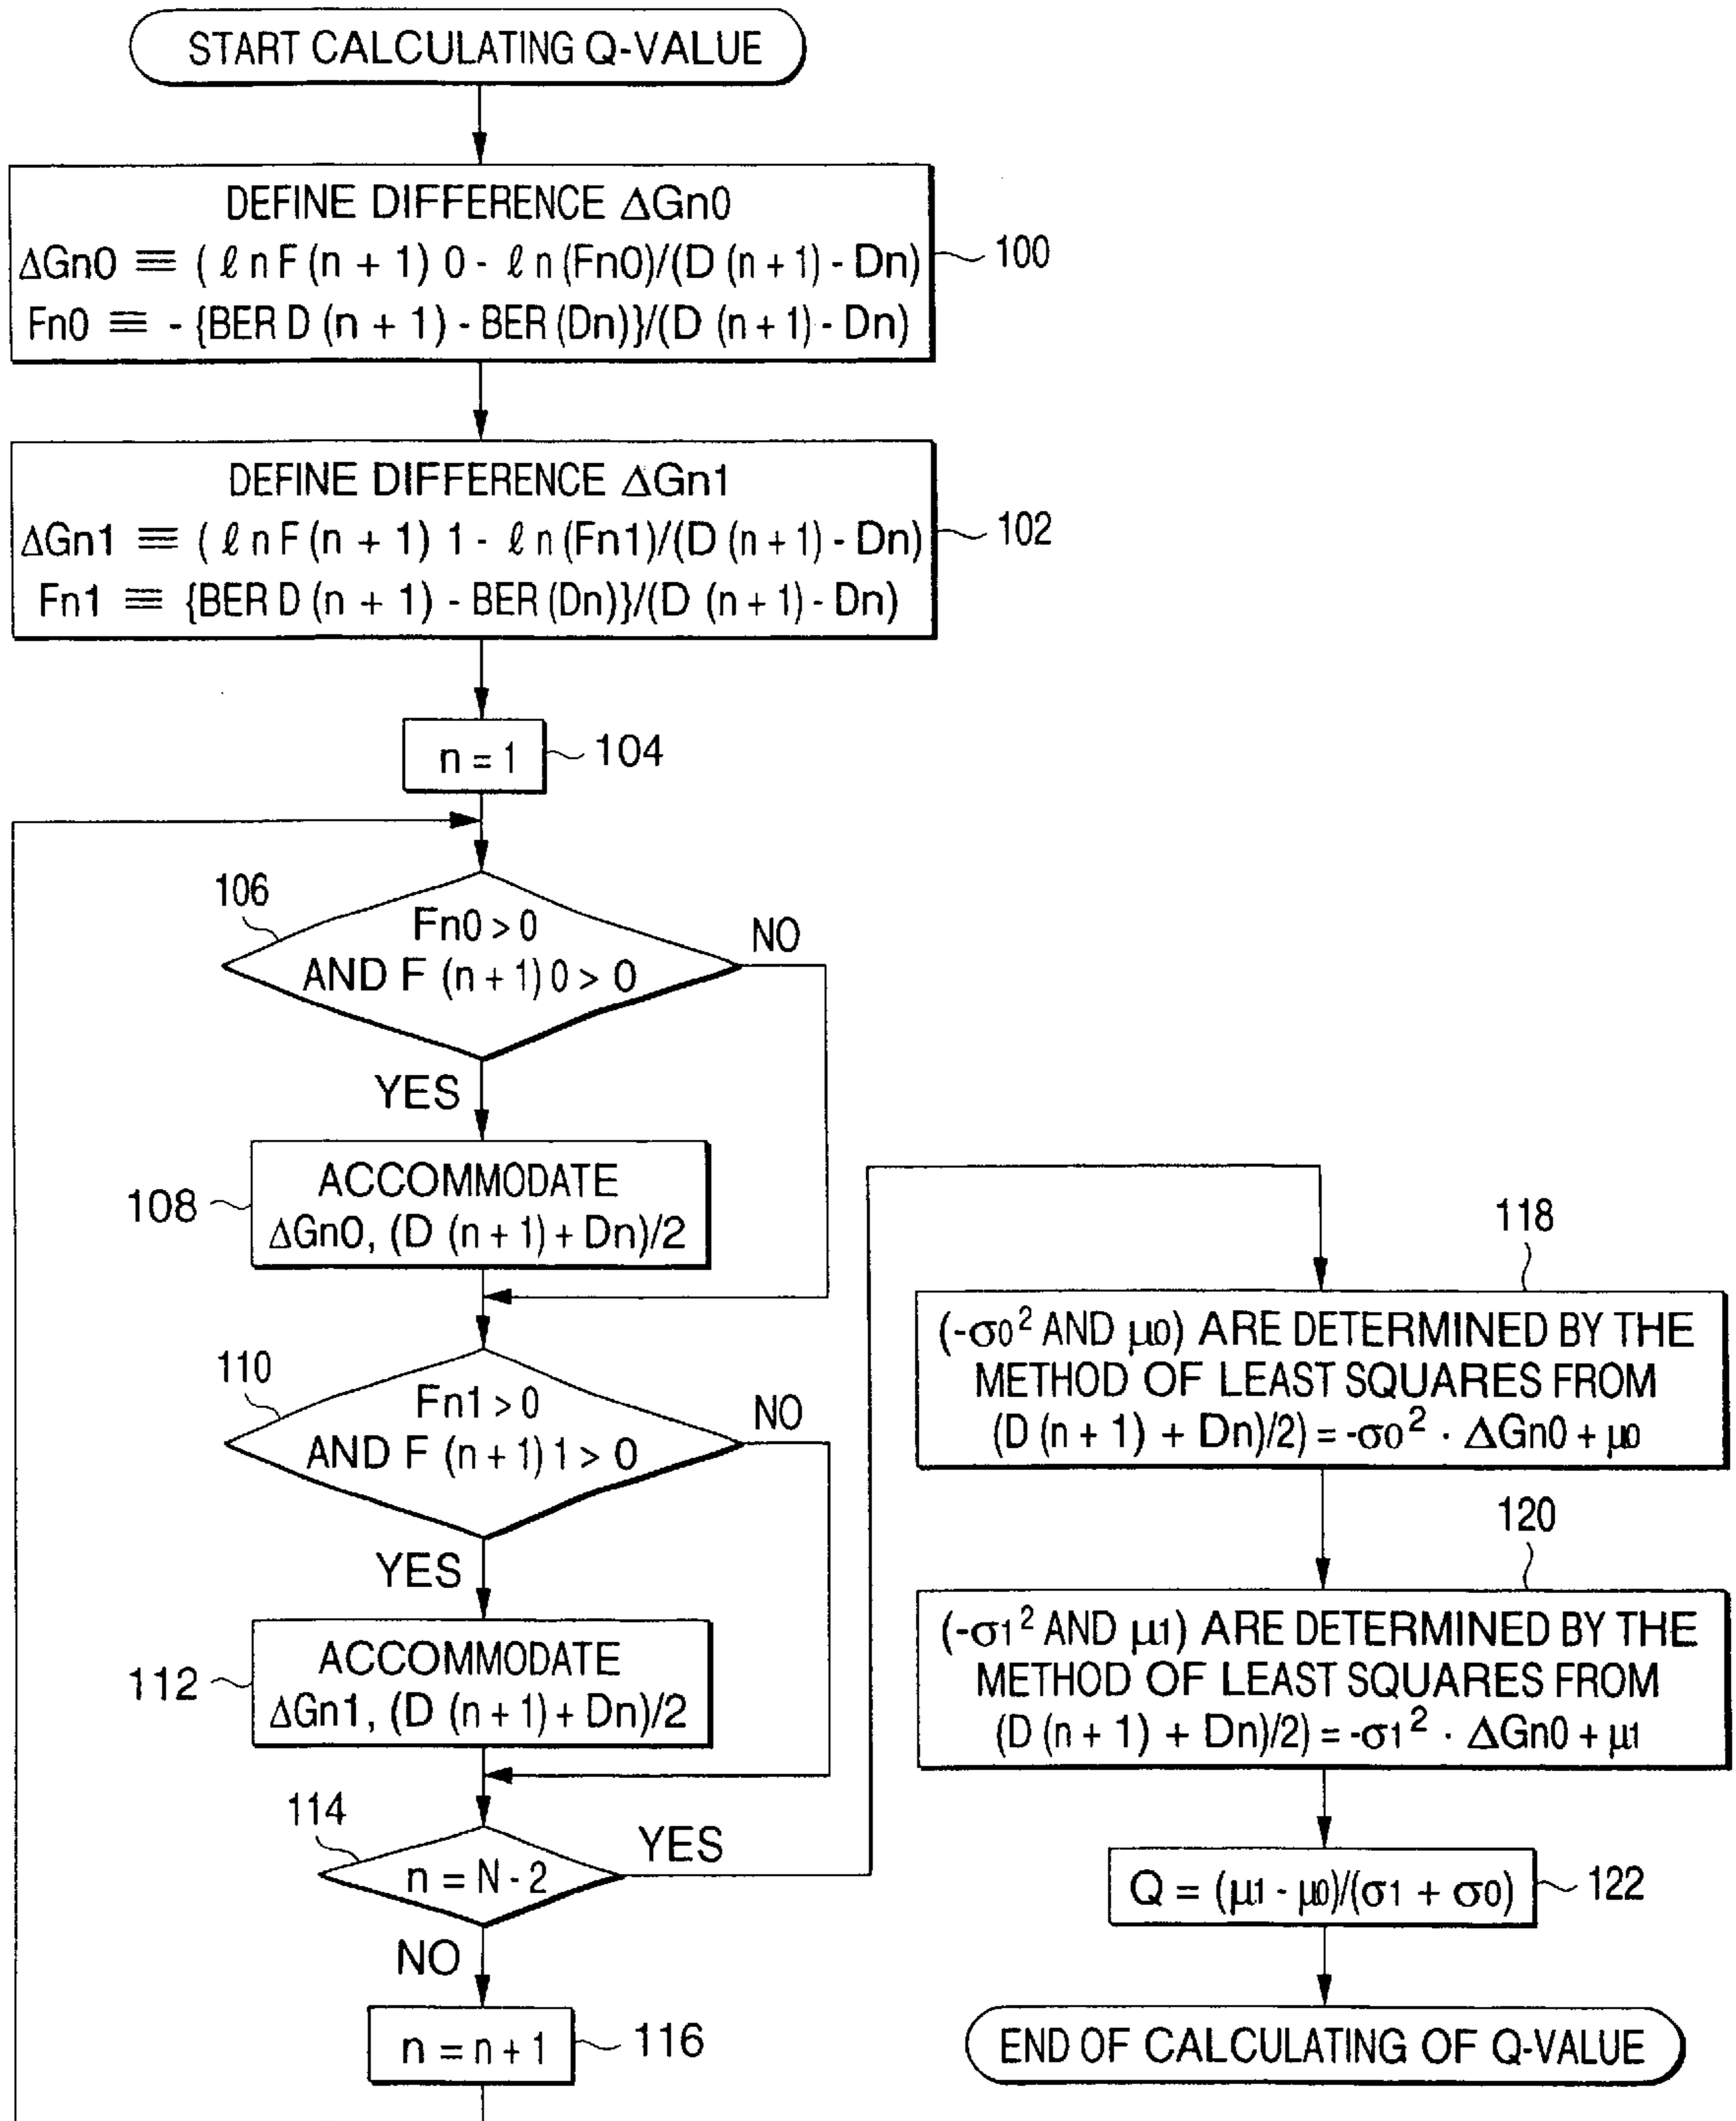 START CALCULATING Q-VALUE
DEFINE DIFFERENCE ΔGn0
ΔGn0 ≡ ( ℓn F (n + 1) 0 - ℓn (Fn0)/(D (n + 1) - Dn)
Fn0 ≡ - {BER D (n + 1) - BER (Dn)}/(D (n + 1) - Dn)
100
DEFINE DIFFERENCE ΔGn1
ΔGn1 ≡ ( ℓn F (n + 1) 1 - ℓn (Fn1)/(D (n + 1) - Dn)
Fn1 ≡ {BER D (n + 1) - BER (Dn)}/(D (n + 1) - Dn)
102
n = 1
104
106
Fn0 > 0
AND F (n + 1) 0 > 0
NO
YES
108
ACCOMMODATE
ΔGn0, (D (n + 1) + Dn)/2
110
Fn1 > 0
AND F (n + 1) 1 > 0
NO
YES
112
ACCOMMODATE
ΔGn1, (D (n + 1) + Dn)/2
114
n = N - 2
YES
NO
n = n + 1
116
118
(-σ0² AND μ0) ARE DETERMINED BY THE
METHOD OF LEAST SQUARES FROM
(D (n + 1) + Dn)/2) = -σ0² · ΔGn0 + μ0
120
(-σ1² AND μ1) ARE DETERMINED BY THE
METHOD OF LEAST SQUARES FROM
(D (n + 1) + Dn)/2) = -σ1² · ΔGn0 + μ1
Q = (μ1 - μ0)/(σ1 + σ0)
122
END OF CALCULATING OF Q-VALUE